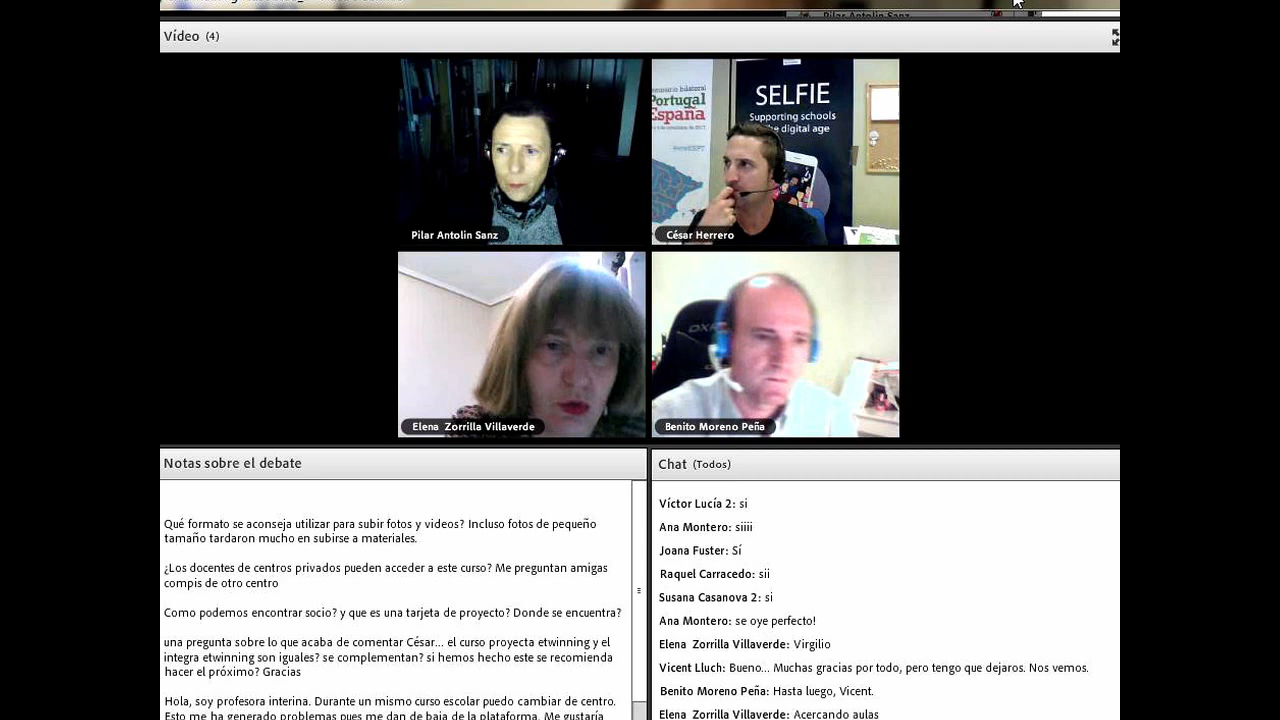 Pilar Antolin Sanz
Vídeo (4)
Portugal
España
SELFIE
Supporting schools
the digital age
Pilar Antolin Sanz
César Herrero
DXR
Elena Zorrilla Villaverde
Benito Moreno Peña
Notas sobre el debate
Qué formato se aconseja utilizar para subir fotos y videos? Incluso fotos de pequeño
tamaño tardaron mucho en subirse a materiales.
¿Los docentes de centros privados pueden acceder a este curso? Me preguntan amigas
compis de otro centro
Como podemos encontrar socio? y que es una tarjeta de proyecto? Donde se encuentra?
una pregunta sobre lo que acaba de comentar César... el curso proyecta etwinning y el
integra etwinning son iguales? se complementan? si hemos hecho este se recomienda
hacer el próximo? Gracias
Hola, soy profesora interina. Durante un mismo curso escolar puedo cambiar de centro.
Esto me ha generado problemas pues me dan de baja de la plataforma. Me gustaría
Chat (Todos)
Víctor Lucía 2: si
Ana Montero: siiii
Joana Fuster: Sí
Raquel Carracedo: sii
Susana Casanova 2: si
Ana Montero: se oye perfecto!
Elena Zorrilla Villaverde: Virgilio
Vicent Lluch: Bueno... Muchas gracias por todo, pero tengo que dejaros. Nos vemos.
Benito Moreno Peña: Hasta luego, Vicent.
Elena Zorrilla Villaverde: Acercando aulas